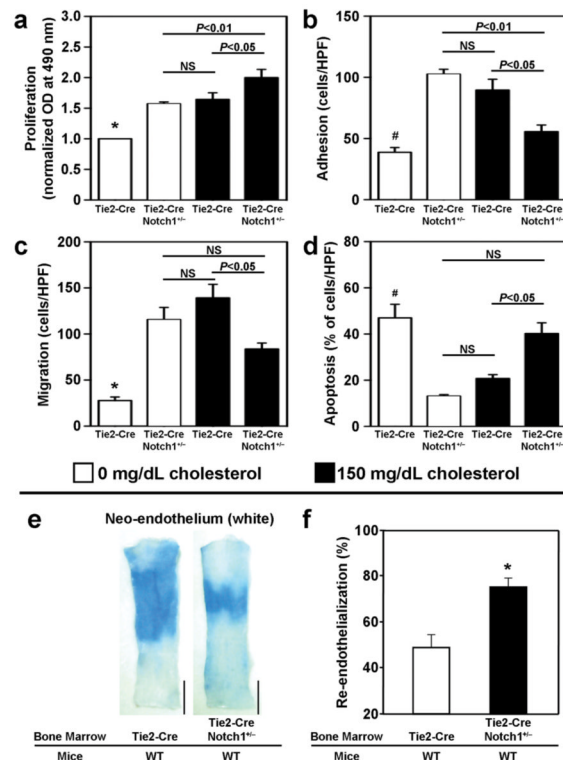 a
Proliferation
(normalized OD at 490 nm)
3.0
2.5
2.0
1.5
1.0
0.5
0
P<0.01
P<0.05
NS
*
Tie2-Cre
Tie2-Cre
Notch1+/−
Tie2-Cre
Tie2-Cre
Notch1+/−
b
Adhesion (cells/HPF)
150
100
50
0
P<0.01
NS
P<0.05
#
Tie2-Cre
Tie2-Cre
Notch1+/−
Tie2-Cre
Tie2-Cre
Notch1+/−
c
Migration (cells/HPF)
200
150
100
50
0
NS
P<0.05
NS
*
Tie2-Cre
Tie2-Cre
Notch1+/−
Tie2-Cre
Tie2-Cre
Notch1+/−
d
Apoptosis (% of cells/HPF)
80
60
40
20
0
NS
P<0.05
NS
#
Tie2-Cre
Tie2-Cre
Notch1+/−
Tie2-Cre
Tie2-Cre
Notch1+/−
0 mg/dL cholesterol
150 mg/dL cholesterol
e
Neo-endothelium (white)
Bone Marrow Tie2-Cre Tie2-Cre
Notch1+/−
Mice WT WT
f
Re-endothelialization (%)
100
80
60
40
20
*
Bone Marrow Tie2-Cre Tie2-Cre
Notch1+/−
Mice WT WT